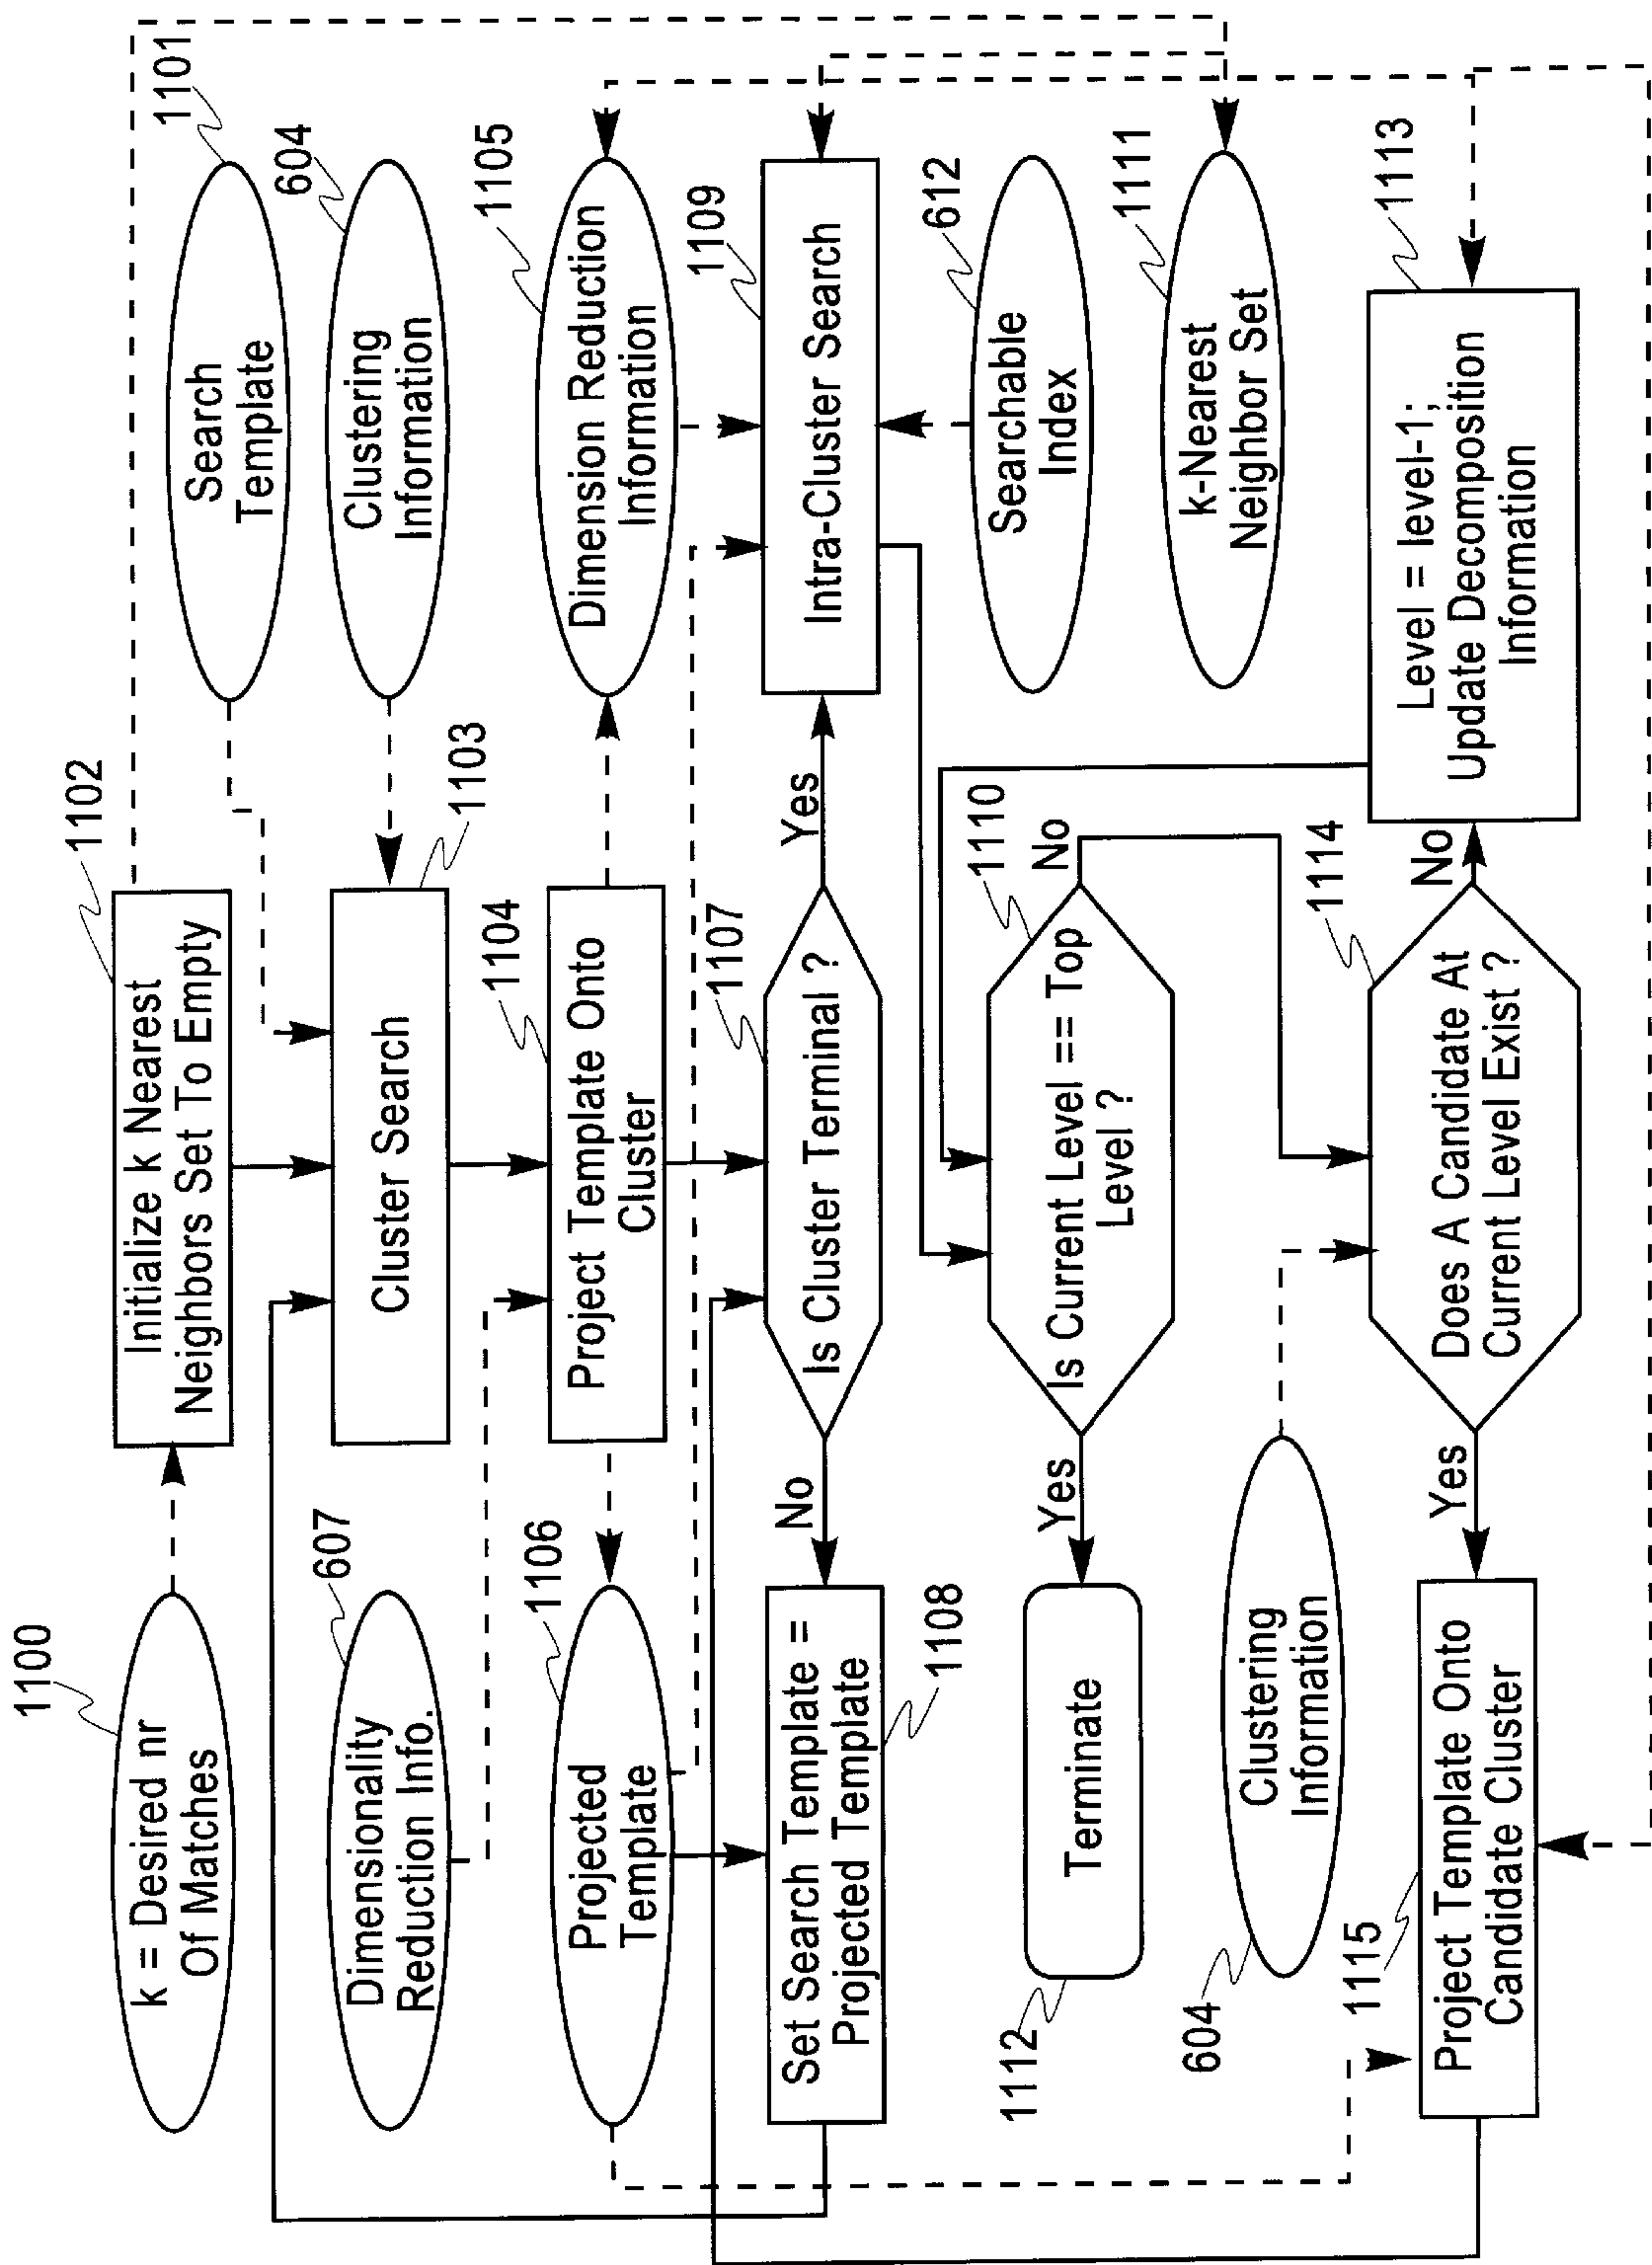 1100
k = Desired nr
Of Matches
1102
Initialize k Nearest
Neighbors Set To Empty
1101
Search
Template
607
Dimensionality
Reduction Info.
Cluster Search
1103
604
Clustering
Information
1106
Projected
Template
1104
Project Template Onto
Cluster
1105
Dimension Reduction
Information
Set Search Template =
Projected Template
1108
No
Is Cluster Terminal ?
1107
Yes
1109
Intra-Cluster Search
1112
Terminate
Yes
Is Current Level == Top
Level ?
1110
No
612
Searchable
Index
604
Clustering
Information
1111
k-Nearest
Neighbor Set
1115
Project Template Onto
Candidate Cluster
Yes
Does A Candidate At
Current Level Exist ?
1114
No
1113
Level = level-1;
Update Decomposition
Information